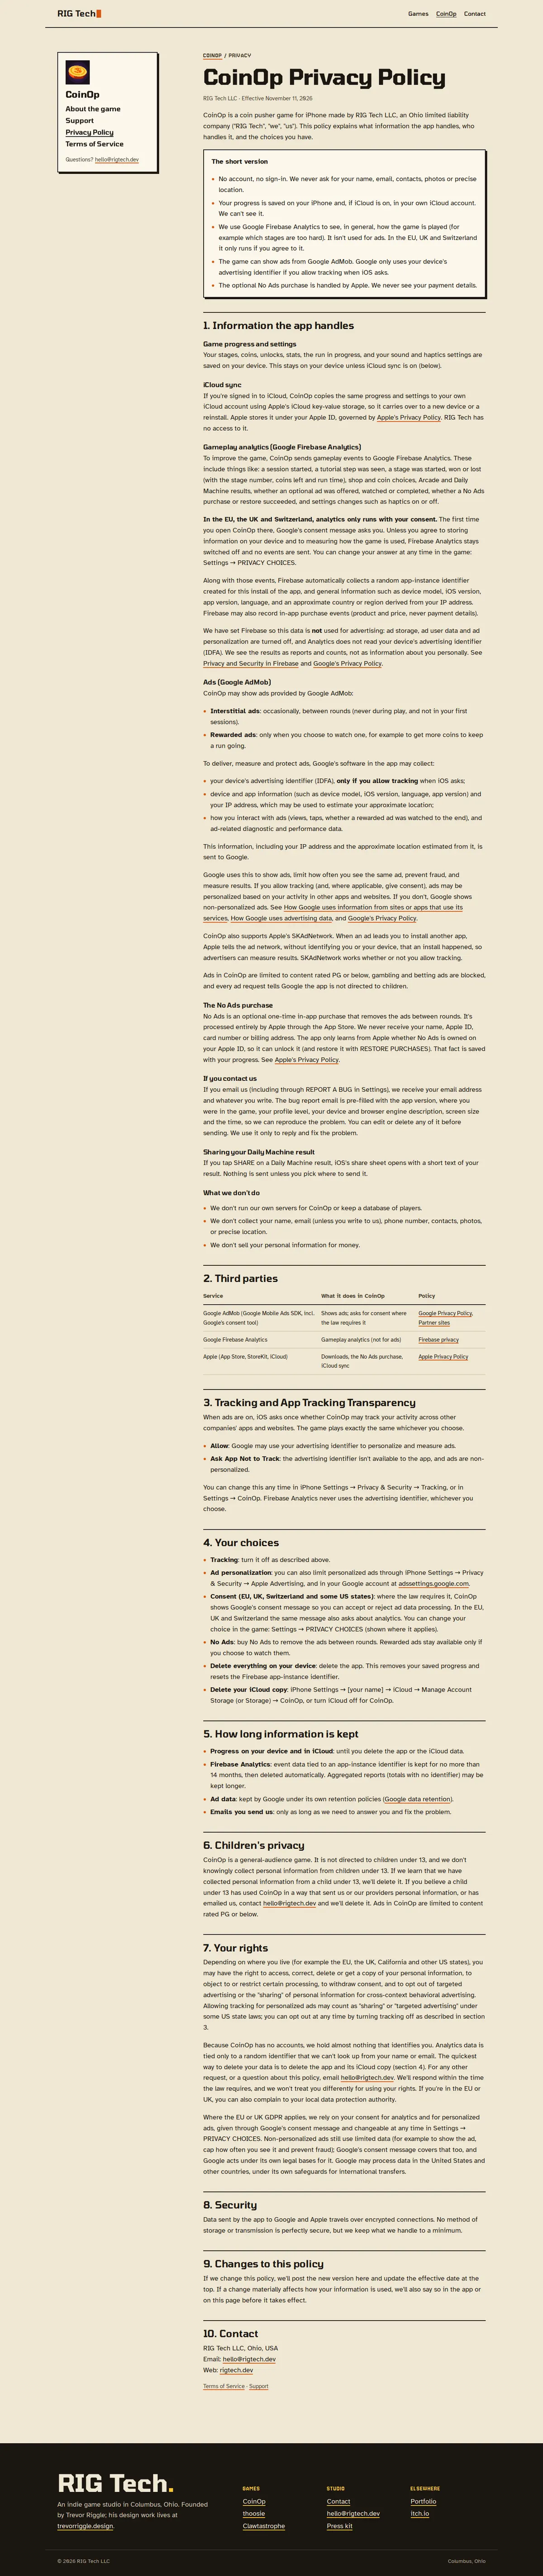 RIG Tech
Games CoinOp Contact
CoinOp
About the game
Support
Privacy Policy
Terms of Service
Questions? hello@rigtech.dev
COINOP / PRIVACY
CoinOp Privacy Policy
RIG Tech LLC · Effective November 11, 2026
CoinOp is a coin pusher game for iPhone made by RIG Tech LLC, an Ohio limited liability
company ("RIG Tech", "we", "us"). This policy explains what information the app handles, who
handles it, and the choices you have.
The short version
• No account, no sign-in. We never ask for your name, email, contacts, photos or precise
location.
• Your progress is saved on your iPhone and, if iCloud is on, in your own iCloud account.
We can't see it.
• We use Google Firebase Analytics to see, in general, how the game is played (for
example which stages are too hard). It isn't used for ads. In the EU, UK and Switzerland
it only runs if you agree to it.
• The game can show ads from Google AdMob. Google only uses your device's
advertising identifier if you allow tracking when iOS asks.
• The optional No Ads purchase is handled by Apple. We never see your payment details.
1. Information the app handles
Game progress and settings
Your stages, coins, unlocks, stats, the run in progress, and your sound and haptics settings are
saved on your device. This stays on your device unless iCloud sync is on (below).
iCloud sync
If you're signed in to iCloud, CoinOp copies the same progress and settings to your own
iCloud account using Apple's iCloud key-value storage, so it carries over to a new device or a
reinstall. Apple stores it under your Apple ID, governed by Apple's Privacy Policy. RIG Tech has
no access to it.
Gameplay analytics (Google Firebase Analytics)
To improve the game, CoinOp sends gameplay events to Google Firebase Analytics. These
include things like: a session started, a tutorial step was seen, a stage was started, won or lost
(with the stage number, coins left and run time), shop and coin choices, Arcade and Daily
Machine results, whether an optional ad was offered, watched or completed, whether a No Ads
purchase or restore succeeded, and settings changes such as haptics on or off.
In the EU, the UK and Switzerland, analytics only runs with your consent. The first time
you open CoinOp there, Google's consent message asks you. Unless you agree to storing
information on your device and to measuring how the game is used, Firebase Analytics stays
switched off and no events are sent. You can change your answer at any time in the game:
Settings → PRIVACY CHOICES.
Along with those events, Firebase automatically collects a random app-instance identifier
created for this install of the app, and general information such as device model, iOS version,
app version, language, and an approximate country or region derived from your IP address.
Firebase may also record in-app purchase events (product and price, never payment details).
We have set Firebase so this data is not used for advertising: ad storage, ad user data and ad
personalization are turned off, and Analytics does not read your device's advertising identifier
(IDFA). We see the results as reports and counts, not as information about you personally. See
Privacy and Security in Firebase and Google's Privacy Policy.
Ads (Google AdMob)
CoinOp may show ads provided by Google AdMob:
• Interstitial ads: occasionally, between rounds (never during play, and not in your first
sessions).
• Rewarded ads: only when you choose to watch one, for example to get more coins to keep
a run going.
To deliver, measure and protect ads, Google's software in the app may collect:
• your device's advertising identifier (IDFA), only if you allow tracking when iOS asks;
• device and app information (such as device model, iOS version, language, app version) and
your IP address, which may be used to estimate your approximate location;
• how you interact with ads (views, taps, whether a rewarded ad was watched to the end), and
ad-related diagnostic and performance data.
This information, including your IP address and the approximate location estimated from it, is
sent to Google.
Google uses this to show ads, limit how often you see the same ad, prevent fraud, and
measure results. If you allow tracking (and, where applicable, give consent), ads may be
personalized based on your activity in other apps and websites. If you don't, Google shows
non-personalized ads. See How Google uses information from sites or apps that use its
services, How Google uses advertising data, and Google's Privacy Policy.
CoinOp also supports Apple's SKAdNetwork. When an ad leads you to install another app,
Apple tells the ad network, without identifying you or your device, that an install happened, so
advertisers can measure results. SKAdNetwork works whether or not you allow tracking.
Ads in CoinOp are limited to content rated PG or below, gambling and betting ads are blocked,
and every ad request tells Google the app is not directed to children.
The No Ads purchase
No Ads is an optional one-time in-app purchase that removes the ads between rounds. It's
processed entirely by Apple through the App Store. We never receive your name, Apple ID,
card number or billing address. The app only learns from Apple whether No Ads is owned on
your Apple ID, so it can unlock it (and restore it with RESTORE PURCHASES). That fact is saved
with your progress. See Apple's Privacy Policy.
If you contact us
If you email us (including through REPORT A BUG in Settings), we receive your email address
and whatever you write. The bug report email is pre-filled with the app version, where you
were in the game, your profile level, your device and browser engine description, screen size
and the time, so we can reproduce the problem. You can edit or delete any of it before
sending. We use it only to reply and fix the problem.
Sharing your Daily Machine result
If you tap SHARE on a Daily Machine result, iOS's share sheet opens with a short text of your
result. Nothing is sent unless you pick where to send it.
What we don't do
• We don't run our own servers for CoinOp or keep a database of players.
• We don't collect your name, email (unless you write to us), phone number, contacts, photos,
or precise location.
• We don't sell your personal information for money.
2. Third parties
Service What it does in CoinOp Policy
Google AdMob (Google Mobile Ads SDK, incl. Google's consent tool) Shows ads; asks for consent where the law requires it Google Privacy Policy, Partner sites
Google Firebase Analytics Gameplay analytics (not for ads) Firebase privacy
Apple (App Store, StoreKit, iCloud) Downloads, the No Ads purchase, iCloud sync Apple Privacy Policy
3. Tracking and App Tracking Transparency
When ads are on, iOS asks once whether CoinOp may track your activity across other
companies' apps and websites. The game plays exactly the same whichever you choose.
• Allow: Google may use your advertising identifier to personalize and measure ads.
• Ask App Not to Track: the advertising identifier isn't available to the app, and ads are non-
personalized.
You can change this any time in iPhone Settings → Privacy & Security → Tracking, or in
Settings → CoinOp. Firebase Analytics never uses the advertising identifier, whichever you
choose.
4. Your choices
• Tracking: turn it off as described above.
• Ad personalization: you can also limit personalized ads through iPhone Settings → Privacy
& Security → Apple Advertising, and in your Google account at adssettings.google.com.
• Consent (EU, UK, Switzerland and some US states): where the law requires it, CoinOp
shows Google's consent message so you can accept or reject ad data processing. In the EU,
UK and Switzerland the same message also asks about analytics. You can change your
choice in the game: Settings → PRIVACY CHOICES (shown where it applies).
• No Ads: buy No Ads to remove the ads between rounds. Rewarded ads stay available only if
you choose to watch them.
• Delete everything on your device: delete the app. This removes your saved progress and
resets the Firebase app-instance identifier.
• Delete your iCloud copy: iPhone Settings → [your name] → iCloud → Manage Account
Storage (or Storage) → CoinOp, or turn iCloud off for CoinOp.
5. How long information is kept
• Progress on your device and in iCloud: until you delete the app or the iCloud data.
• Firebase Analytics: event data tied to an app-instance identifier is kept for no more than
14 months, then deleted automatically. Aggregated reports (totals with no identifier) may be
kept longer.
• Ad data: kept by Google under its own retention policies (Google data retention).
• Emails you send us: only as long as we need to answer you and fix the problem.
6. Children's privacy
CoinOp is a general-audience game. It is not directed to children under 13, and we don't
knowingly collect personal information from children under 13. If we learn that we have
collected personal information from a child under 13, we'll delete it. If you believe a child
under 13 has used CoinOp in a way that sent us or our providers personal information, or has
emailed us, contact hello@rigtech.dev and we'll delete it. Ads in CoinOp are limited to content
rated PG or below.
7. Your rights
Depending on where you live (for example the EU, the UK, California and other US states), you
may have the right to access, correct, delete or get a copy of your personal information, to
object to or restrict certain processing, to withdraw consent, and to opt out of targeted
advertising or the "sharing" of personal information for cross-context behavioral advertising.
Allowing tracking for personalized ads may count as "sharing" or "targeted advertising" under
some US state laws; you can opt out at any time by turning tracking off as described in section
3.
Because CoinOp has no accounts, we hold almost nothing that identifies you. Analytics data is
tied only to a random identifier that we can't look up from your name or email. The quickest
way to delete your data is to delete the app and its iCloud copy (section 4). For any other
request, or a question about this policy, email hello@rigtech.dev. We'll respond within the time
the law requires, and we won't treat you differently for using your rights. If you're in the EU or
UK, you can also complain to your local data protection authority.
Where the EU or UK GDPR applies, we rely on your consent for analytics and for personalized
ads, given through Google's consent message and changeable at any time in Settings →
PRIVACY CHOICES. Non-personalized ads still use limited data (for example to show the ad,
cap how often you see it and prevent fraud); Google's consent message covers that too, and
Google acts under its own legal bases for it. Google may process data in the United States and
other countries, under its own safeguards for international transfers.
8. Security
Data sent by the app to Google and Apple travels over encrypted connections. No method of
storage or transmission is perfectly secure, but we keep what we handle to a minimum.
9. Changes to this policy
If we change this policy, we'll post the new version here and update the effective date at the
top. If a change materially affects how your information is used, we'll also say so in the app or
on this page before it takes effect.
10. Contact
RIG Tech LLC, Ohio, USA
Email: hello@rigtech.dev
Web: rigtech.dev
Terms of Service · Support
RIG Tech.
An indie game studio in Columbus, Ohio. Founded
by Trevor Riggle; his design work lives at
trevorriggle.design.
GAMES
CoinOp
thoosie
Clawtastrophe
STUDIO
Contact
hello@rigtech.dev
Press kit
ELSEWHERE
Portfolio
itch.io
© 2026 RIG Tech LLC
Columbus, Ohio